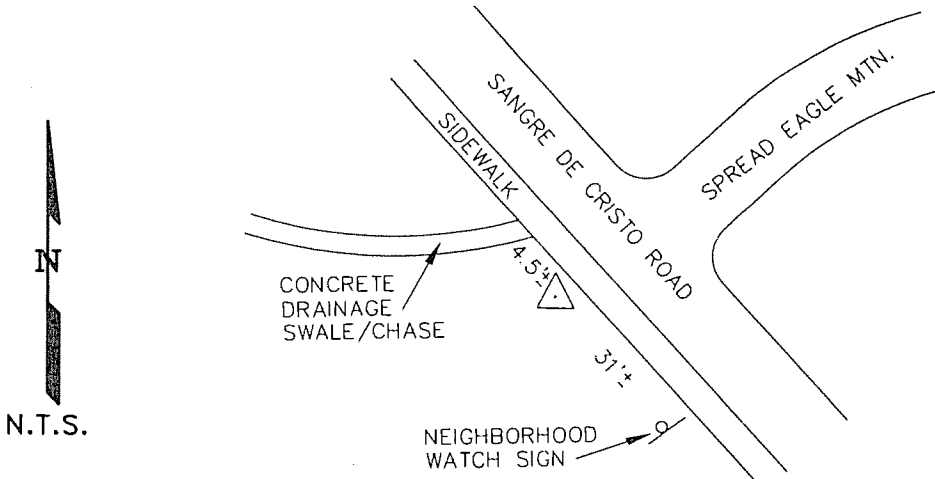 SANGRE DE CRISTO ROAD
SPREAD EAGLE MTN.
SIDEWALK
N
4.5'±
CONCRETE
DRAINAGE
SWALE/CHASE
31'±
N.T.S.
NEIGHBORHOOD
WATCH SIGN